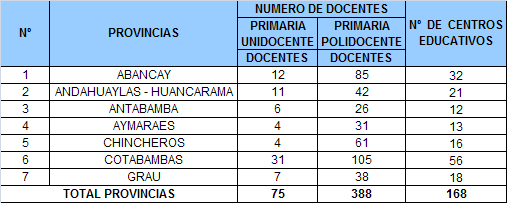 N° PROVINCIAS NUMERO DE DOCENTES N° DE CENTROS EDUCATIVOS
PRIMARIA UNIDOCENTE PRIMARIA POLIDOCENTE
DOCENTES DOCENTES
1 ABANCAY 12 85 32
2 ANDAHUAYLAS - HUANCARAMA 11 42 21
3 ANTABAMBA 6 26 12
4 AYMARAES 4 31 13
5 CHINCHEROS 4 61 16
6 COTABAMBAS 31 105 56
7 GRAU 7 38 18
TOTAL PROVINCIAS 75 388 168